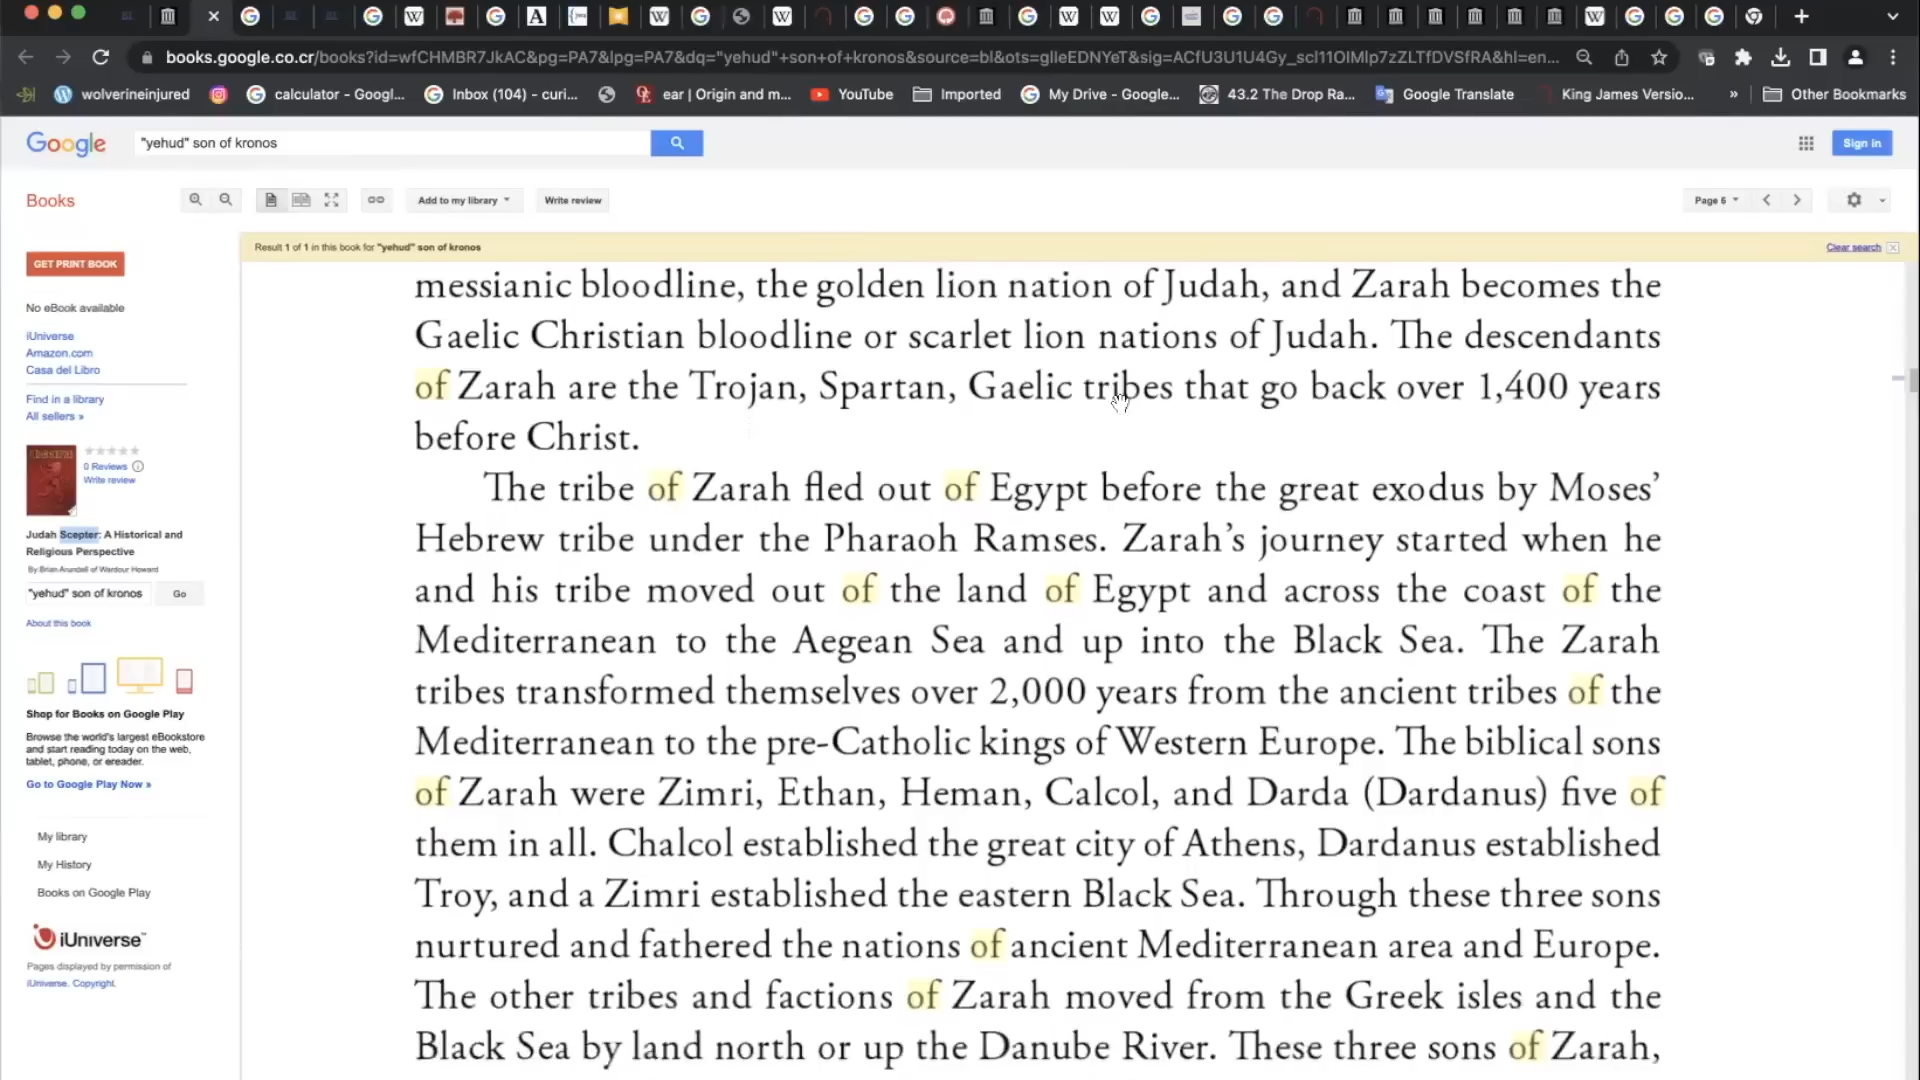 books.google.co.cr/books?id=wfCHMBR7JkAC&pg=PA7&lpg=PA7&dq="yehud"+son+of+kronos&source=bl&ots=glleEDNYeT&sig=ACfU3U1U4Gy_scl11OlMlp7zZLTfDVSfRA&hl=en...
wolverineinjured
calculator - Googl...
Inbox (104) - curi...
ear | Origin and m...
YouTube
Imported
My Drive - Google...
43.2 The Drop Ra...
Google Translate
King James Versio...
»
Other Bookmarks
Google
"yehud" son of kronos
Sign in
Books
Add to my library
Write review
Page 6
Result 1 of 1 in this book for "yehud" son of kronos
Clear search
GET PRINT BOOK
No eBook available
iUniverse
Amazon.com
Casa del Libro
Find in a library
All sellers »
0 Reviews
Write review
Judah Scepter: A Historical and
Religious Perspective
By Brian Arundell of Wardour Howard
"yehud" son of kronos
Go
About this book
Shop for Books on Google Play
Browse the world's largest eBookstore
and start reading today on the web,
tablet, phone, or ereader.
Go to Google Play Now »
My library
My History
Books on Google Play
iUniverse™
Pages displayed by permission of
iUniverse. Copyright.
messianic bloodline, the golden lion nation of Judah, and Zarah becomes the
Gaelic Christian bloodline or scarlet lion nations of Judah. The descendants
of Zarah are the Trojan, Spartan, Gaelic tribes that go back over 1,400 years
before Christ.
The tribe of Zarah fled out of Egypt before the great exodus by Moses’
Hebrew tribe under the Pharaoh Ramses. Zarah’s journey started when he
and his tribe moved out of the land of Egypt and across the coast of the
Mediterranean to the Aegean Sea and up into the Black Sea. The Zarah
tribes transformed themselves over 2,000 years from the ancient tribes of the
Mediterranean to the pre-Catholic kings of Western Europe. The biblical sons
of Zarah were Zimri, Ethan, Heman, Calcol, and Darda (Dardanus) five of
them in all. Chalcol established the great city of Athens, Dardanus established
Troy, and a Zimri established the eastern Black Sea. Through these three sons
nurtured and fathered the nations of ancient Mediterranean area and Europe.
The other tribes and factions of Zarah moved from the Greek isles and the
Black Sea by land north or up the Danube River. These three sons of Zarah,